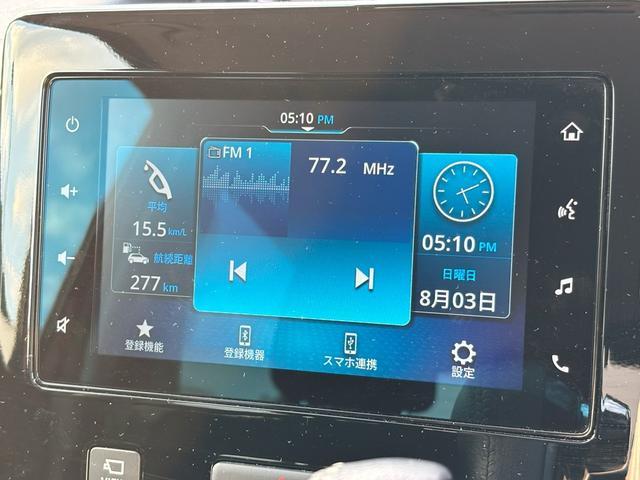 05:10 PM
FM 1
77.2 MHz
平均
15.5 km/L
航続距離
277 km
05:10 PM
日曜日
8月03日
登録機能
登録機器
スマホ連携
設定
VIEW